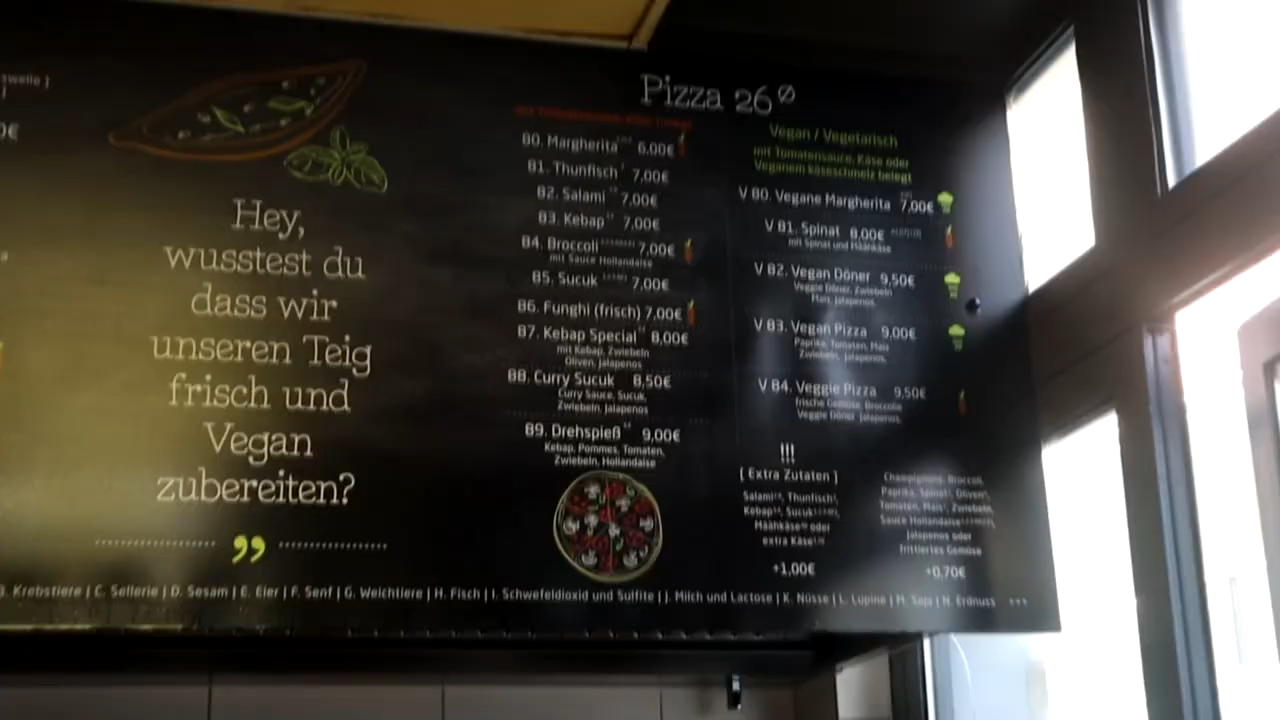 0€
Hey,
wusstest du
dass wir
unseren Teig
frisch und
Vegan
zubereiten?
Pizza 26 ⌀
80. Margherita 6,00€
81. Thunfisch 7,00€
82. Salami 7,00€
83. Kebap 7,00€
84. Broccoli 7,00€
mit Sauce Hollandaise
85. Sucuk 7,00€
86. Funghi (frisch) 7,00€
87. Kebap Special 8,00€
mit Kebap, Zwiebeln
Oliven, Jalapenos
88. Curry Sucuk 8,50€
Curry Sauce, Sucuk,
Zwiebeln, Jalapenos
89. Drehspieß 9,00€
Kebap, Pommes, Tomaten,
Zwiebeln, Hollandaise
Vegan / Vegetarisch
mit Tomatensauce, Käse oder
Veganem käseschmelz belegt
V 80. Vegane Margherita 7,00€
V 81. Spinat 8,00€
mit Spinat und Häänkäse
V 82. Vegan Döner 9,50€
Veggie Döner, Zwiebeln
Mais, Jalapenos,
V 83. Vegan Pizza 9,00€
Paprika, Tomaten, Mais
Zwiebeln, Jalapenos,
V 84. Veggie Pizza 9,50€
frische Gemüse, Broccolie
Veggie Döner Jalapenos,
!!!
[ Extra Zutaten ]
Salami, Thunfisch,
Kebap, Sucuk,
Häänkäse oder
extra Käse
+1,00€
Champignons, Broccoli,
Paprika, Spinat, Oliven,
Tomaten, Mais, Zwiebeln,
Sauce Hollandaise
Jalapenos oder
frittiertes Gemüse
+0,70€
B. Krebstiere | C. Sellerie | D. Sesam | E. Eier | F. Senf | G. Weichtiere | H. Fisch | I. Schwefeldioxid und Sulfite | J. Milch und Lactose | K. Nüsse | L. Lupine | M. Soja | N. Erdnuss